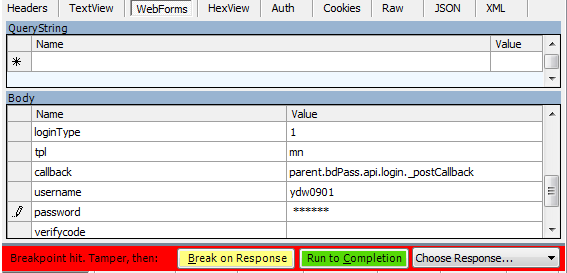 Headers TextView WebForms HexView Auth Cookies Raw JSON XML
QueryString
Name Value
Body
Name Value
loginType 1
tpl mn
callback parent.bdPass.api.login._postCallback
username ydw0901
password ******
verifycode
Breakpoint hit. Tamper, then: Break on Response Run to Completion Choose Response...